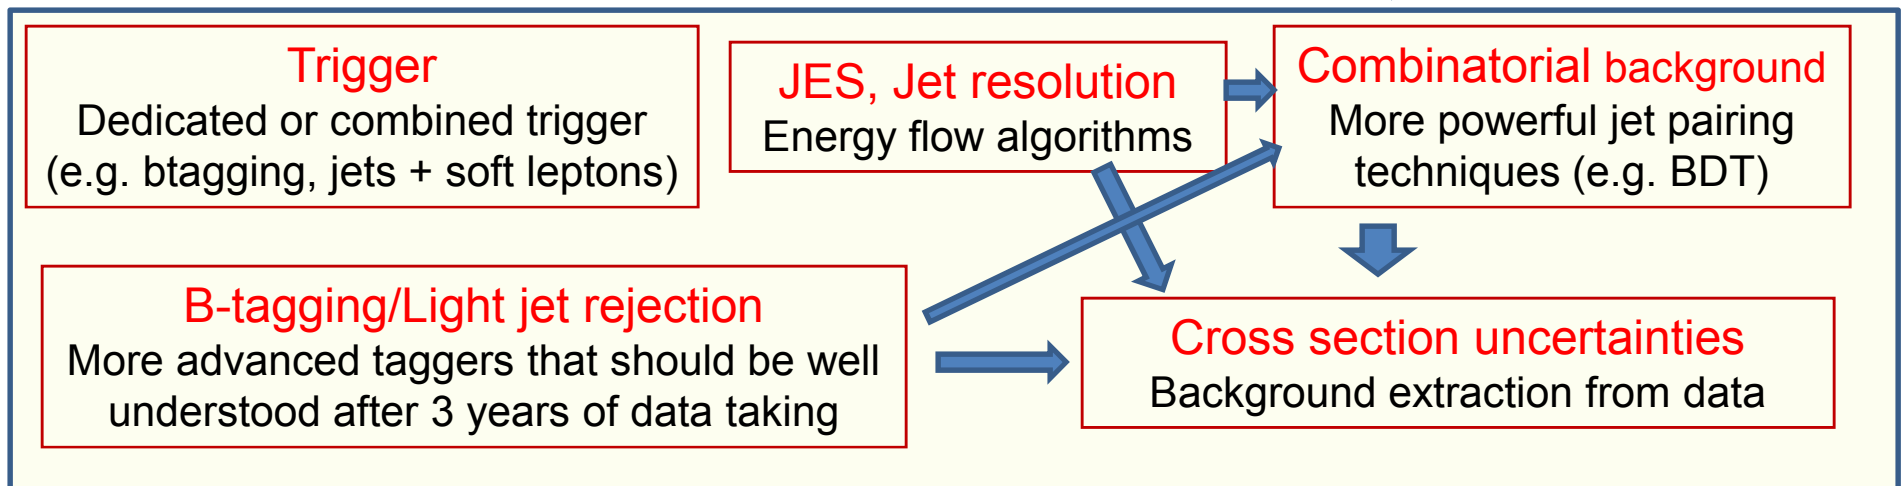 Trigger
Dedicated or combined trigger
(e.g. btagging, jets + soft leptons)
JES, Jet resolution
Energy flow algorithms
Combinatorial background
More powerful jet pairing
techniques (e.g. BDT)
B-tagging/Light jet rejection
More advanced taggers that should be well
understood after 3 years of data taking
Cross section uncertainties
Background extraction from data